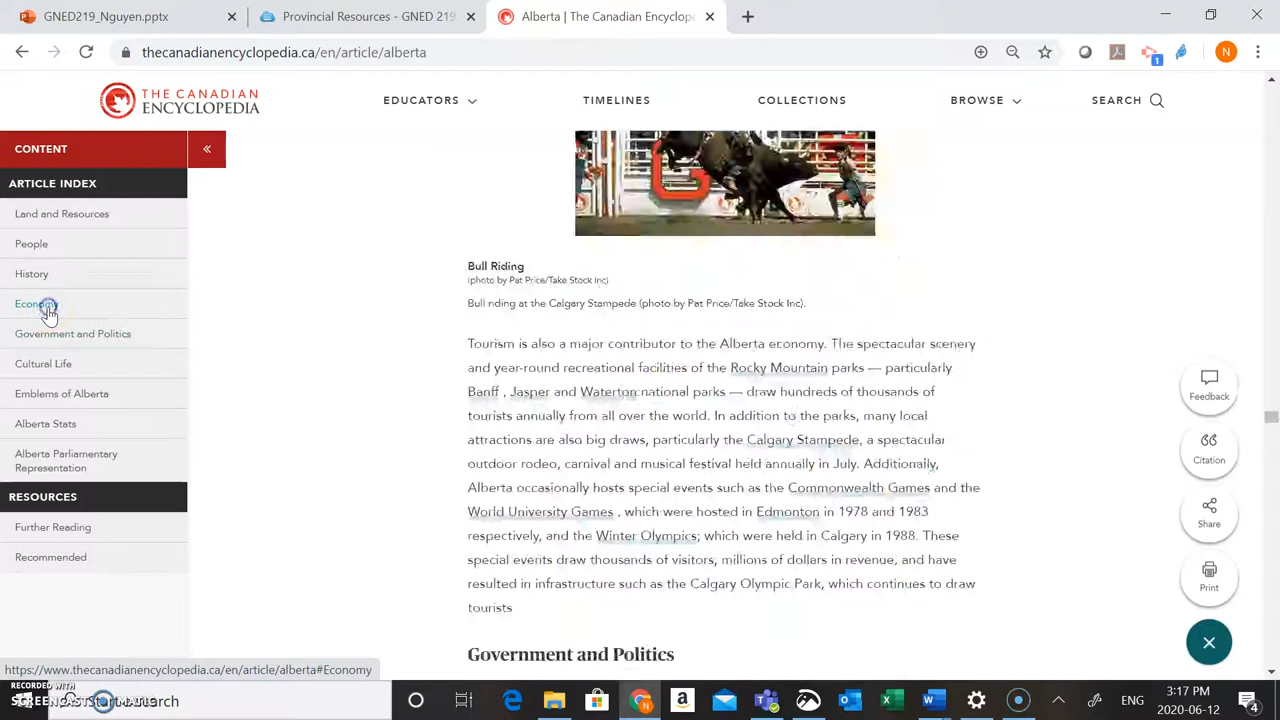 GNED219_Nguyen.pptx
Provincial Resources - GNED 219
Alberta | The Canadian Encyclope
thecanadianencyclopedia.ca/en/article/alberta
1
N
THE CANADIAN
ENCYCLOPEDIA
EDUCATORS
TIMELINES
COLLECTIONS
BROWSE
SEARCH
CONTENT
«
ARTICLE INDEX
Land and Resources
People
History
Economy
Government and Politics
Cultural Life
Emblems of Alberta
Alberta Stats
Alberta Parliamentary
Representation
RESOURCES
Further Reading
Recommended
Bull Riding
(photo by Pat Price/Take Stock Inc)
Bull riding at the Calgary Stampede (photo by Pat Price/Take Stock Inc).
Tourism is also a major contributor to the Alberta economy. The spectacular scenery
and year-round recreational facilities of the Rocky Mountain parks — particularly
Banff , Jasper and Waterton national parks — draw hundreds of thousands of
tourists annually from all over the world. In addition to the parks, many local
attractions are also big draws, particularly the Calgary Stampede, a spectacular
outdoor rodeo, carnival and musical festival held annually in July. Additionally,
Alberta occasionally hosts special events such as the Commonwealth Games and the
World University Games , which were hosted in Edmonton in 1978 and 1983
respectively, and the Winter Olympics; which were held in Calgary in 1988. These
special events draw thousands of visitors, millions of dollars in revenue, and have
resulted in infrastructure such as the Calgary Olympic Park, which continues to draw
tourists
Government and Politics
Feedback
Citation
Share
Print
https://www.thecanadianencyclopedia.ca/en/article/alberta#Economy
RECORDED WITH
SCREENCAST-O-MATIC
search
ENG
3:17 PM
2020-06-12
4